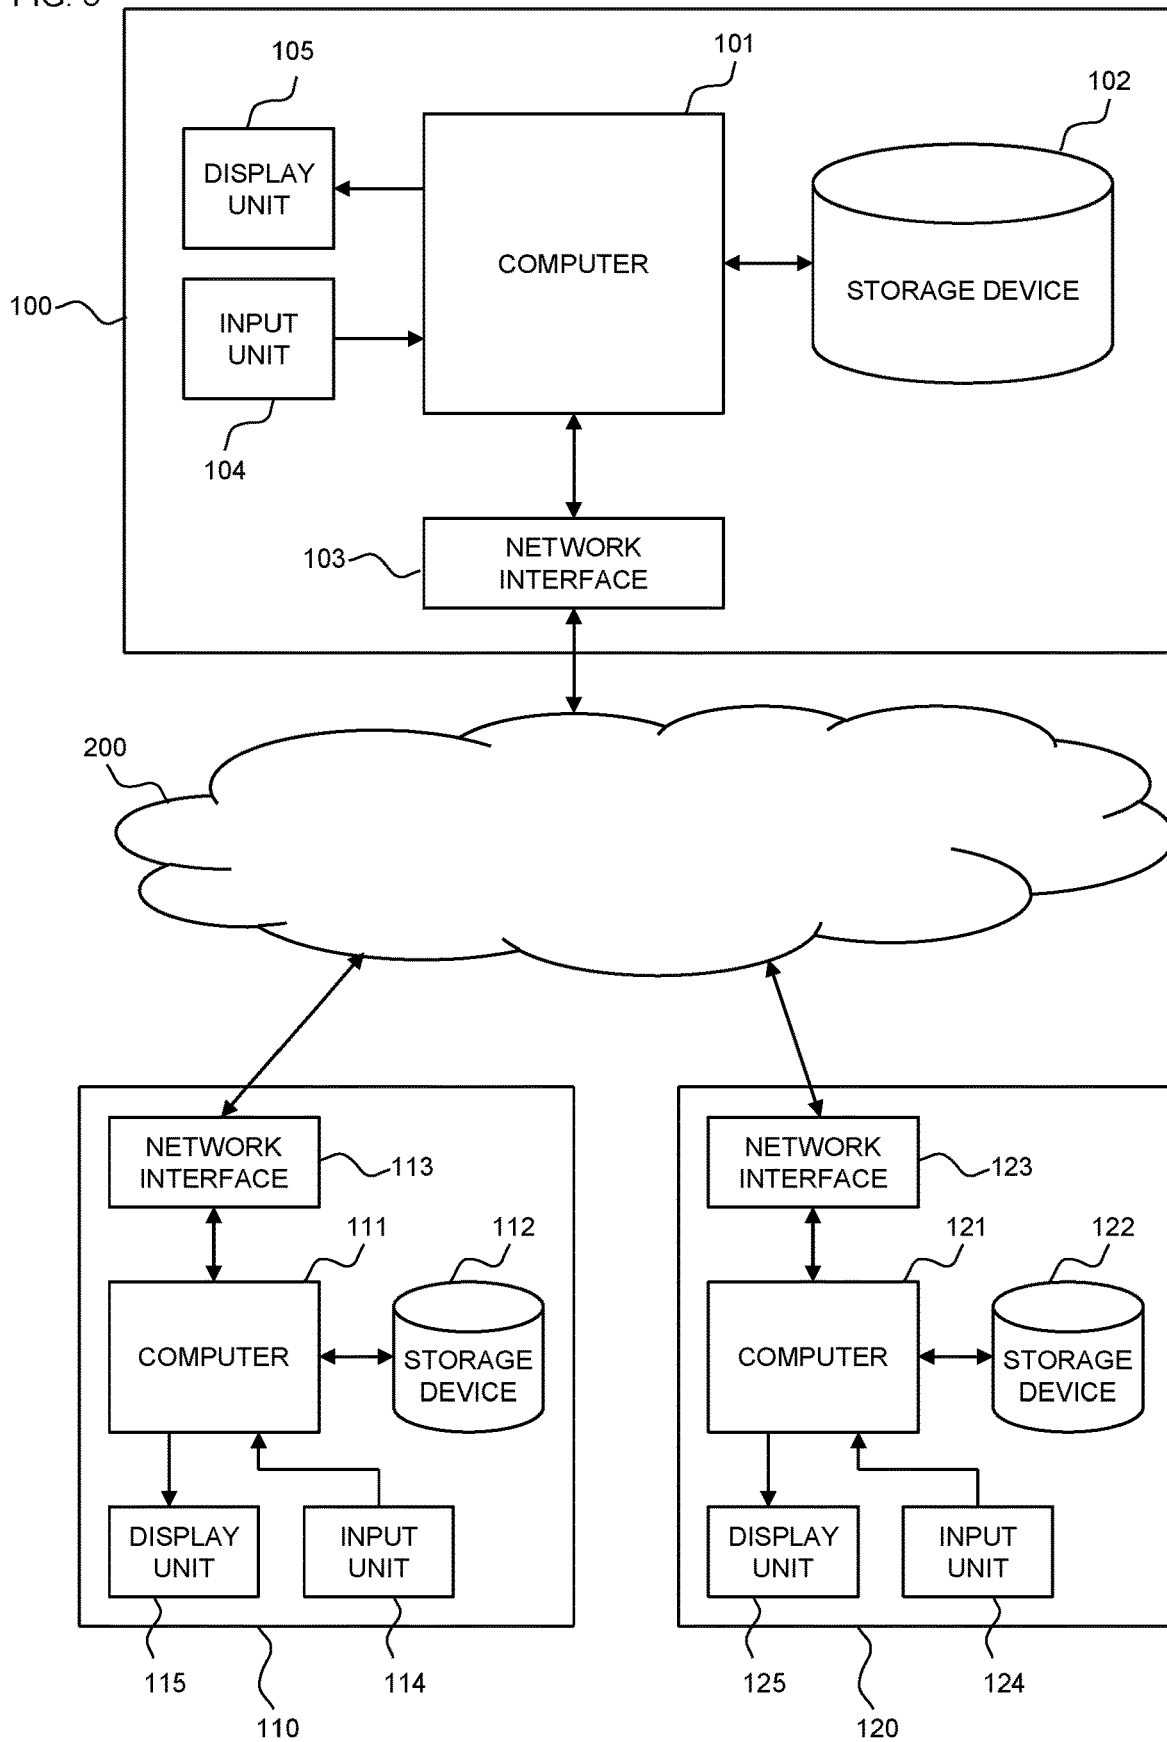 105
101
102
DISPLAY
UNIT
COMPUTER
STORAGE DEVICE
100
INPUT
UNIT
104
103
NETWORK
INTERFACE
200
NETWORK
INTERFACE
113
NETWORK
INTERFACE
123
111
112
121
122
COMPUTER
STORAGE
DEVICE
COMPUTER
STORAGE
DEVICE
DISPLAY
UNIT
INPUT
UNIT
DISPLAY
UNIT
INPUT
UNIT
115
114
125
124
110
120